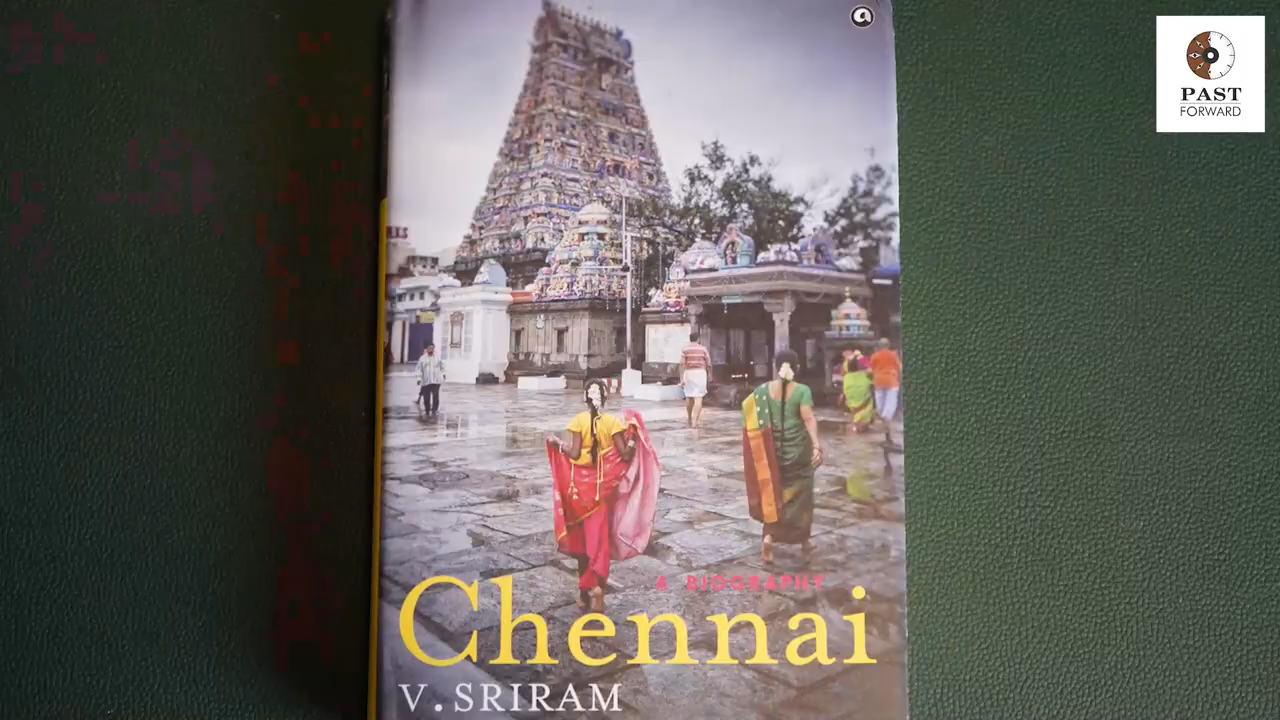 a
PAST
FORWARD
A BIOGRAPHY
Chennai
V. SRIRAM